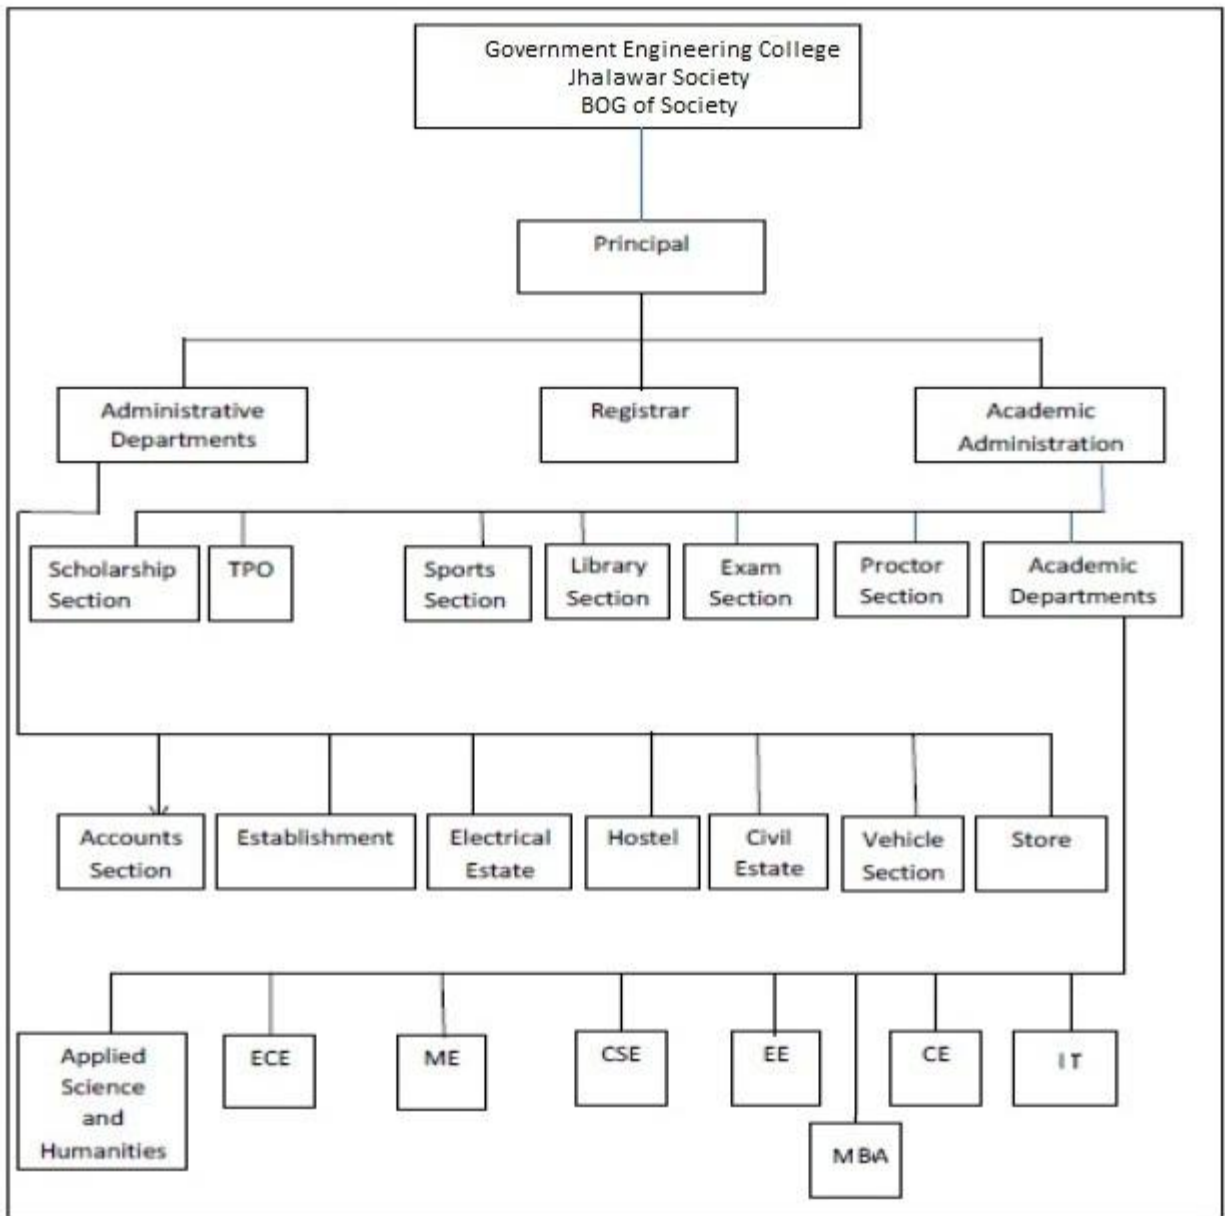 Government Engineering College
Jhalawar Society
BOG of Society
Principal
Administrative
Departments
Registrar
Academic
Administration
Scholarship
Section
TPO
Sports
Section
Library
Section
Exam
Section
Proctor
Section
Academic
Departments
Accounts
Section
Establishment
Electrical
Estate
Hostel
Civil
Estate
Vehicle
Section
Store
Applied
Science
and
Humanities
ECE
ME
CSE
EE
CE
IT
MBA